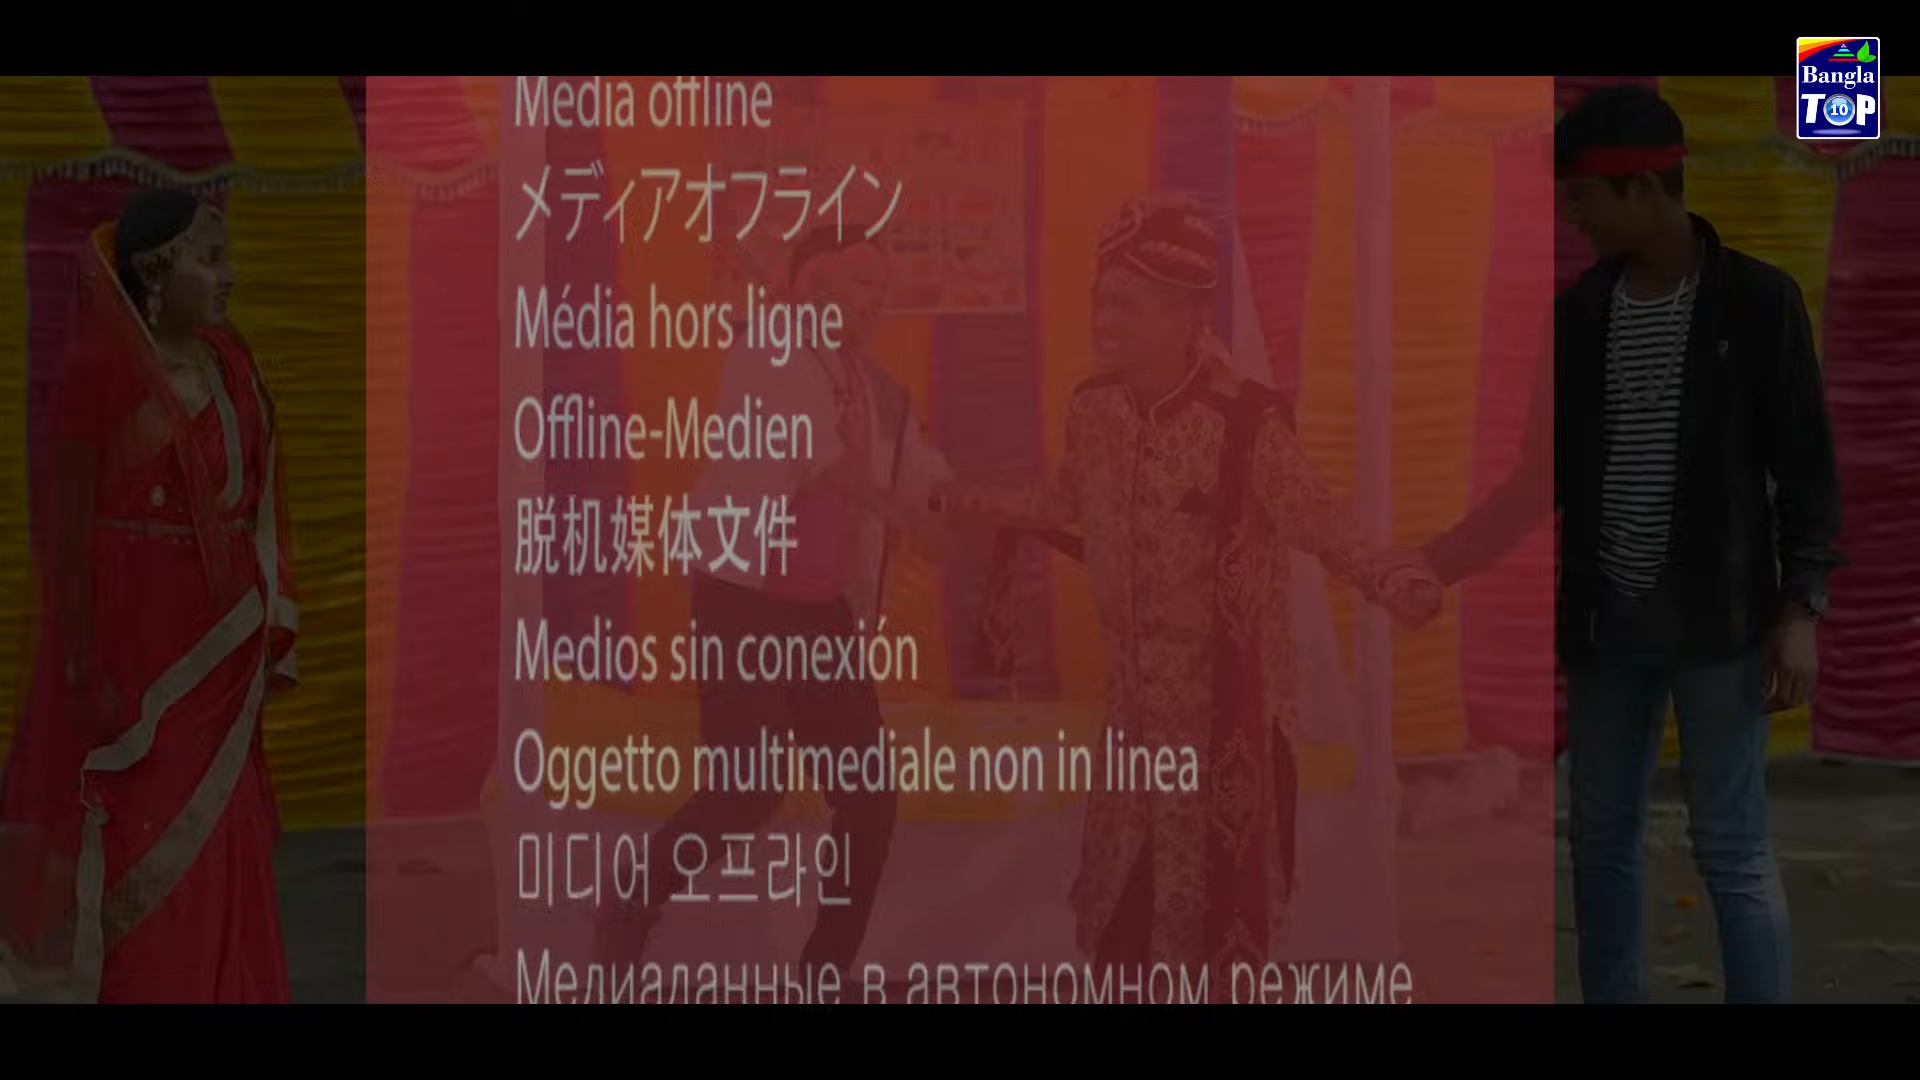 Bangla
TOP
10
Media offline
メディアオフライン
Média hors ligne
Offline-Medien
脱机媒体文件
Medios sin conexión
Oggetto multimediale non in linea
미디어 오프라인
Медиаданные в автономном режиме